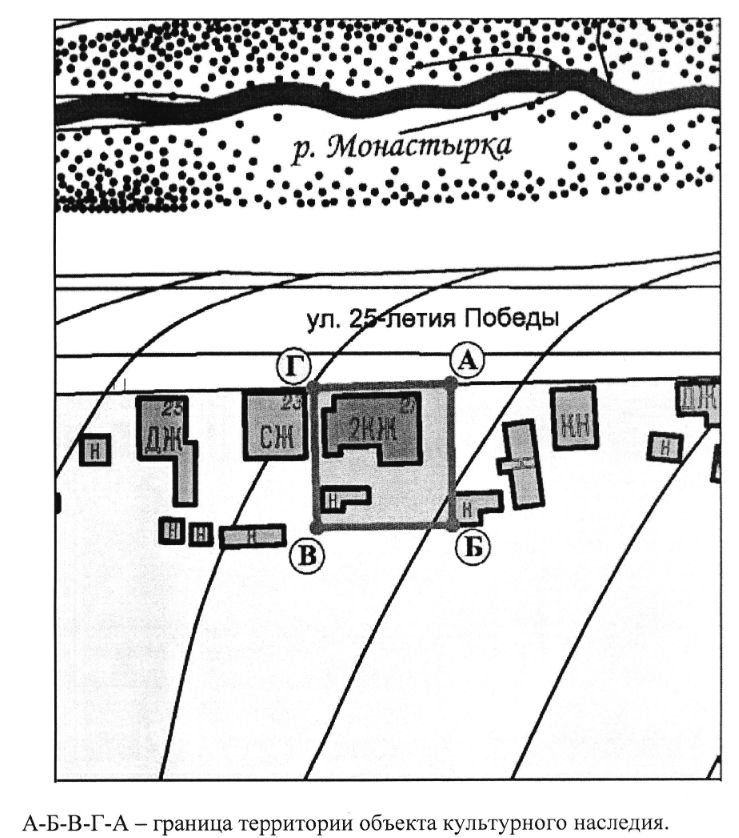 р. Монастырка
ул. 25-летия Победы
Г
А
25
ДЖ
23
СЖ
2КЖ
КН
ДЖ
Н
Н
Н
Н
Н
Н
Н
В
Б
А-Б-В-Г-А – граница территории объекта культурного наследия.